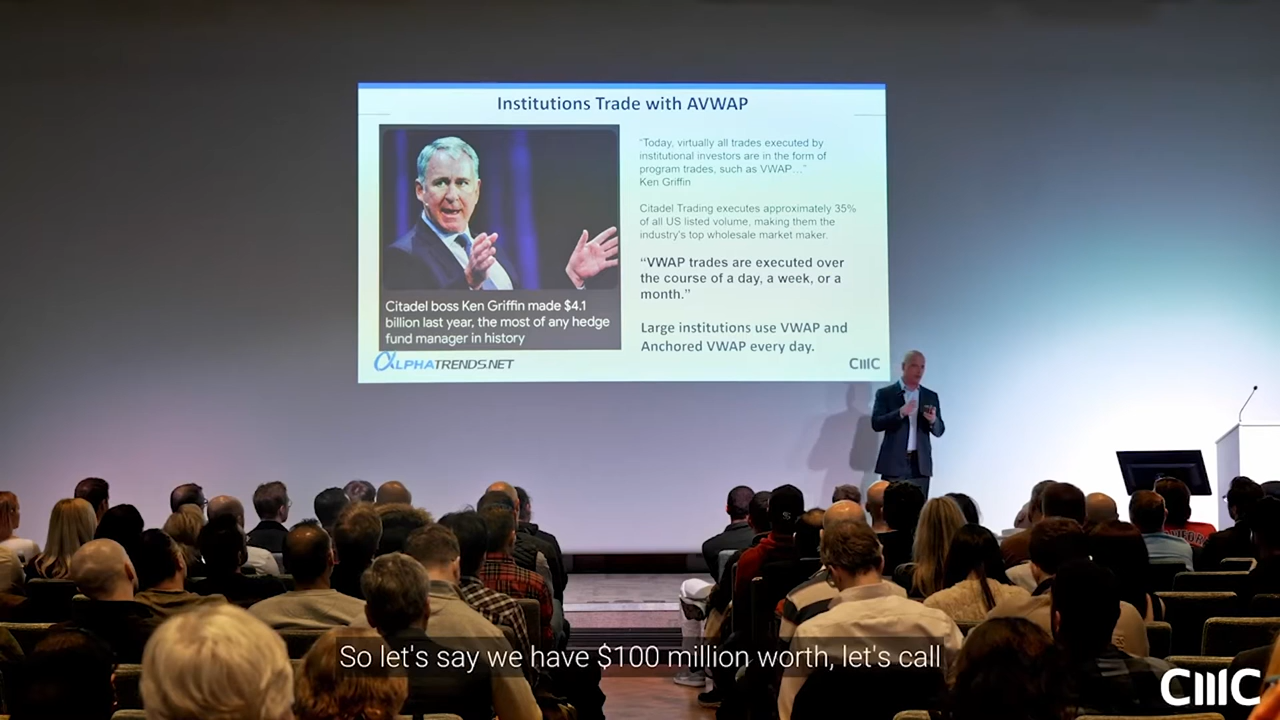 Institutions Trade with AVWAP
"Today, virtually all trades executed by
institutional investors are in the form of
program trades, such as VWAP..."
Ken Griffin
Citadel Trading executes approximately 35%
of all US listed volume, making them the
industry's top wholesale market maker.
"VWAP trades are executed over
the course of a day, a week, or a
month."
Large institutions use VWAP and
Anchored VWAP every day.
Citadel boss Ken Griffin made $4.1
billion last year, the most of any hedge
fund manager in history
ALPHATRENDS.NET
CMC
So let's say we have $100 million worth, let's call
CMC